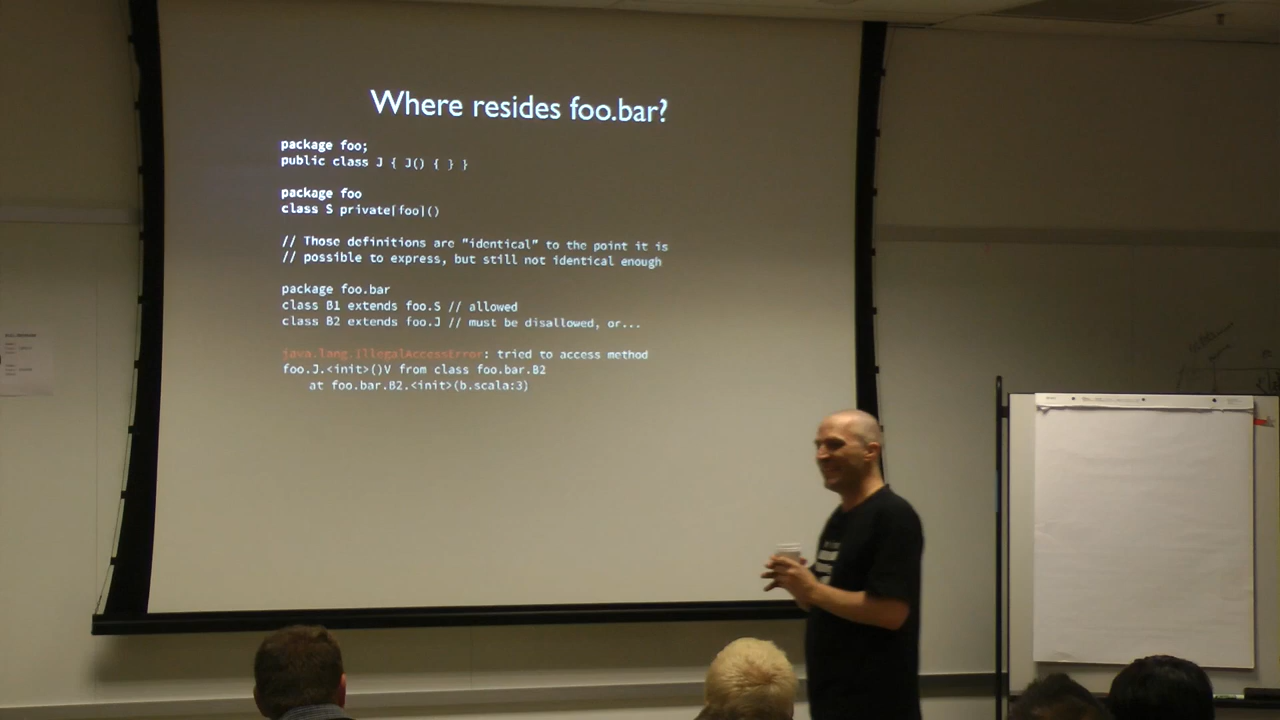 Where resides foo.bar?
package foo;
public class J { J() { } }
package foo
class S private[foo]()
// Those definitions are "identical" to the point it is
// possible to express, but still not identical enough
package foo.bar
class B1 extends foo.S // allowed
class B2 extends foo.J // must be disallowed, or...
java.lang.IllegalAccessError: tried to access method
foo.J.<init>()V from class foo.bar.B2
at foo.bar.B2.<init>(b.scala:3)